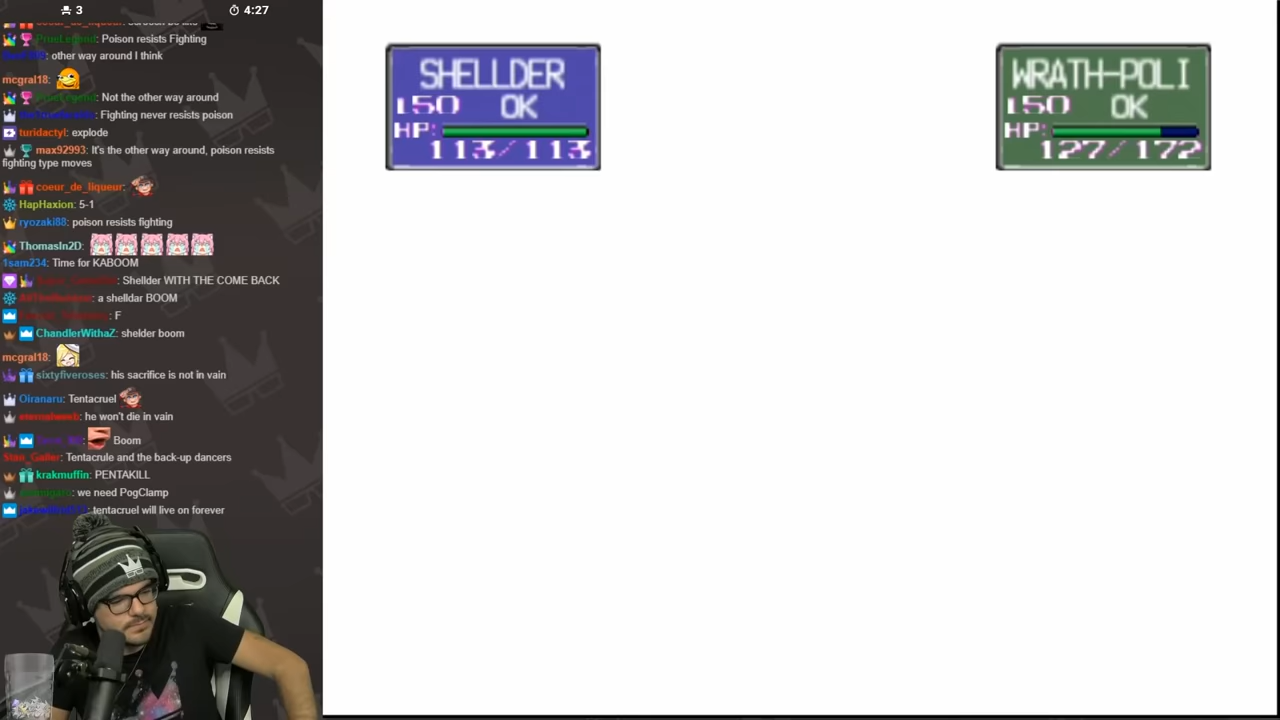 3
4:27
PrueLegend: Poison resists Fighting
other way around I think
mcgral18:
PrueLegend: Not the other way around
Fighting never resists poison
turidactyl: explode
max92993: It's the other way around, poison resists
fighting type moves
coeur_de_liqueur:
HapHaxion: 5-1
ryozaki88: poison resists fighting
ThomasIn2D:
1sam234: Time for KABOOM
: Shellder WITH THE COME BACK
: a shelldar BOOM
: F
ChandlerWithaZ: shelder boom
mcgral18:
sixtyfiveroses: his sacrifice is not in vain
Oiranaru: Tentacruel
: he won't die in vain
Boom
: Tentacrule and the back-up dancers
krakmuffin: PENTAKILL
: we need PogClamp
: tentacruel will live on forever
SHELLDER
L50 OK
HP:
113/113
WRATH-POLI
L50 OK
HP:
127/172